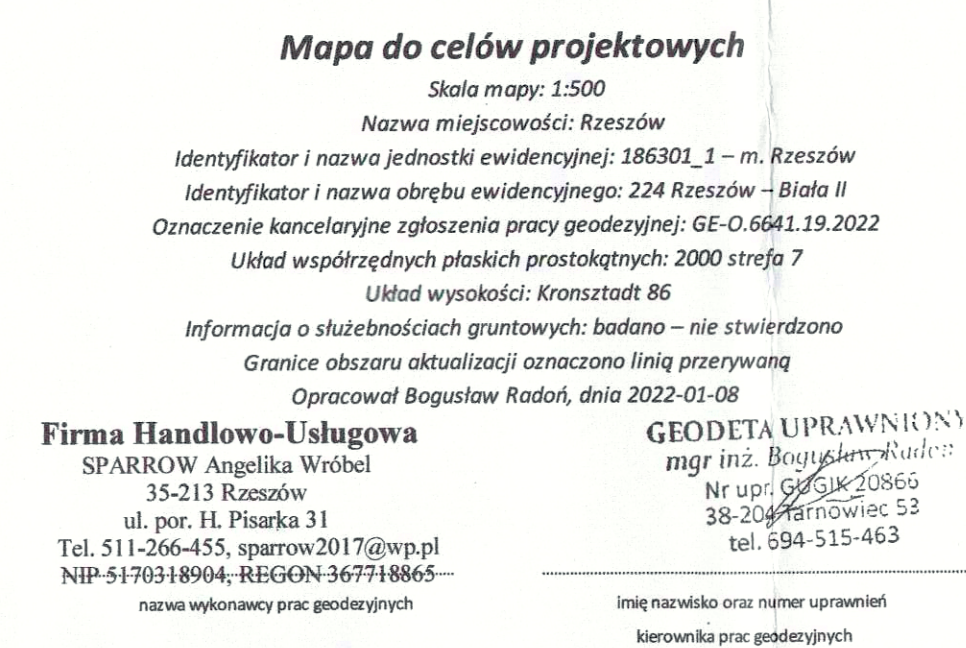 Mapa do celów projektowych
Skala mapy: 1:500
Nazwa miejscowości: Rzeszów
Identyfikator i nazwa jednostki ewidencyjnej: 186301_1 – m. Rzeszów
Identyfikator i nazwa obrębu ewidencyjnego: 224 Rzeszów – Biała II
Oznaczenie kancelaryjne zgłoszenia pracy geodezyjnej: GE-O.6641.19.2022
Układ współrzędnych płaskich prostokątnych: 2000 strefa 7
Układ wysokości: Kronsztadt 86
Informacja o służebnościach gruntowych: badano – nie stwierdzono
Granice obszaru aktualizacji oznaczono linią przerywaną
Opracował Bogusław Radoń, dnia 2022-01-08
Firma Handlowo-Usługowa
SPARROW Angelika Wróbel
35-213 Rzeszów
ul. por. H. Pisarka 31
Tel. 511-266-455, sparrow2017@wp.pl
NIP 5170318904, REGON 367718865
nazwa wykonawcy prac geodezyjnych
GEODETA UPRAWNIONY
mgr inż. Bogusław Radoń
Nr upr. GUGIK 20866
38-204 Tarnowiec 53
tel. 694-515-463
imię nazwisko oraz numer uprawnień
kierownika prac geodezyjnych